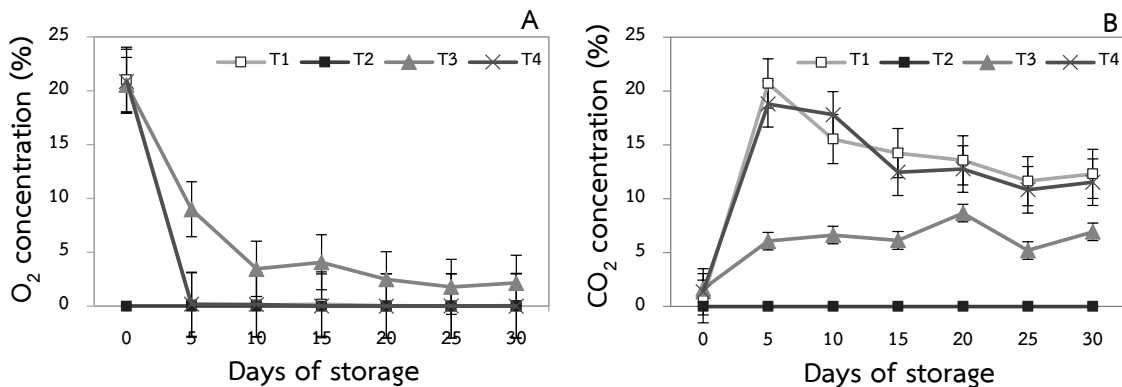 A
O2 concentration (%)
25
20
15
10
5
0
T1 T2 T3 T4
0 5 10 15 20 25 30
Days of storage
B
CO2 concentration (%)
25
20
15
10
5
0
T1 T2 T3 T4
0 5 10 15 20 25 30
Days of storage